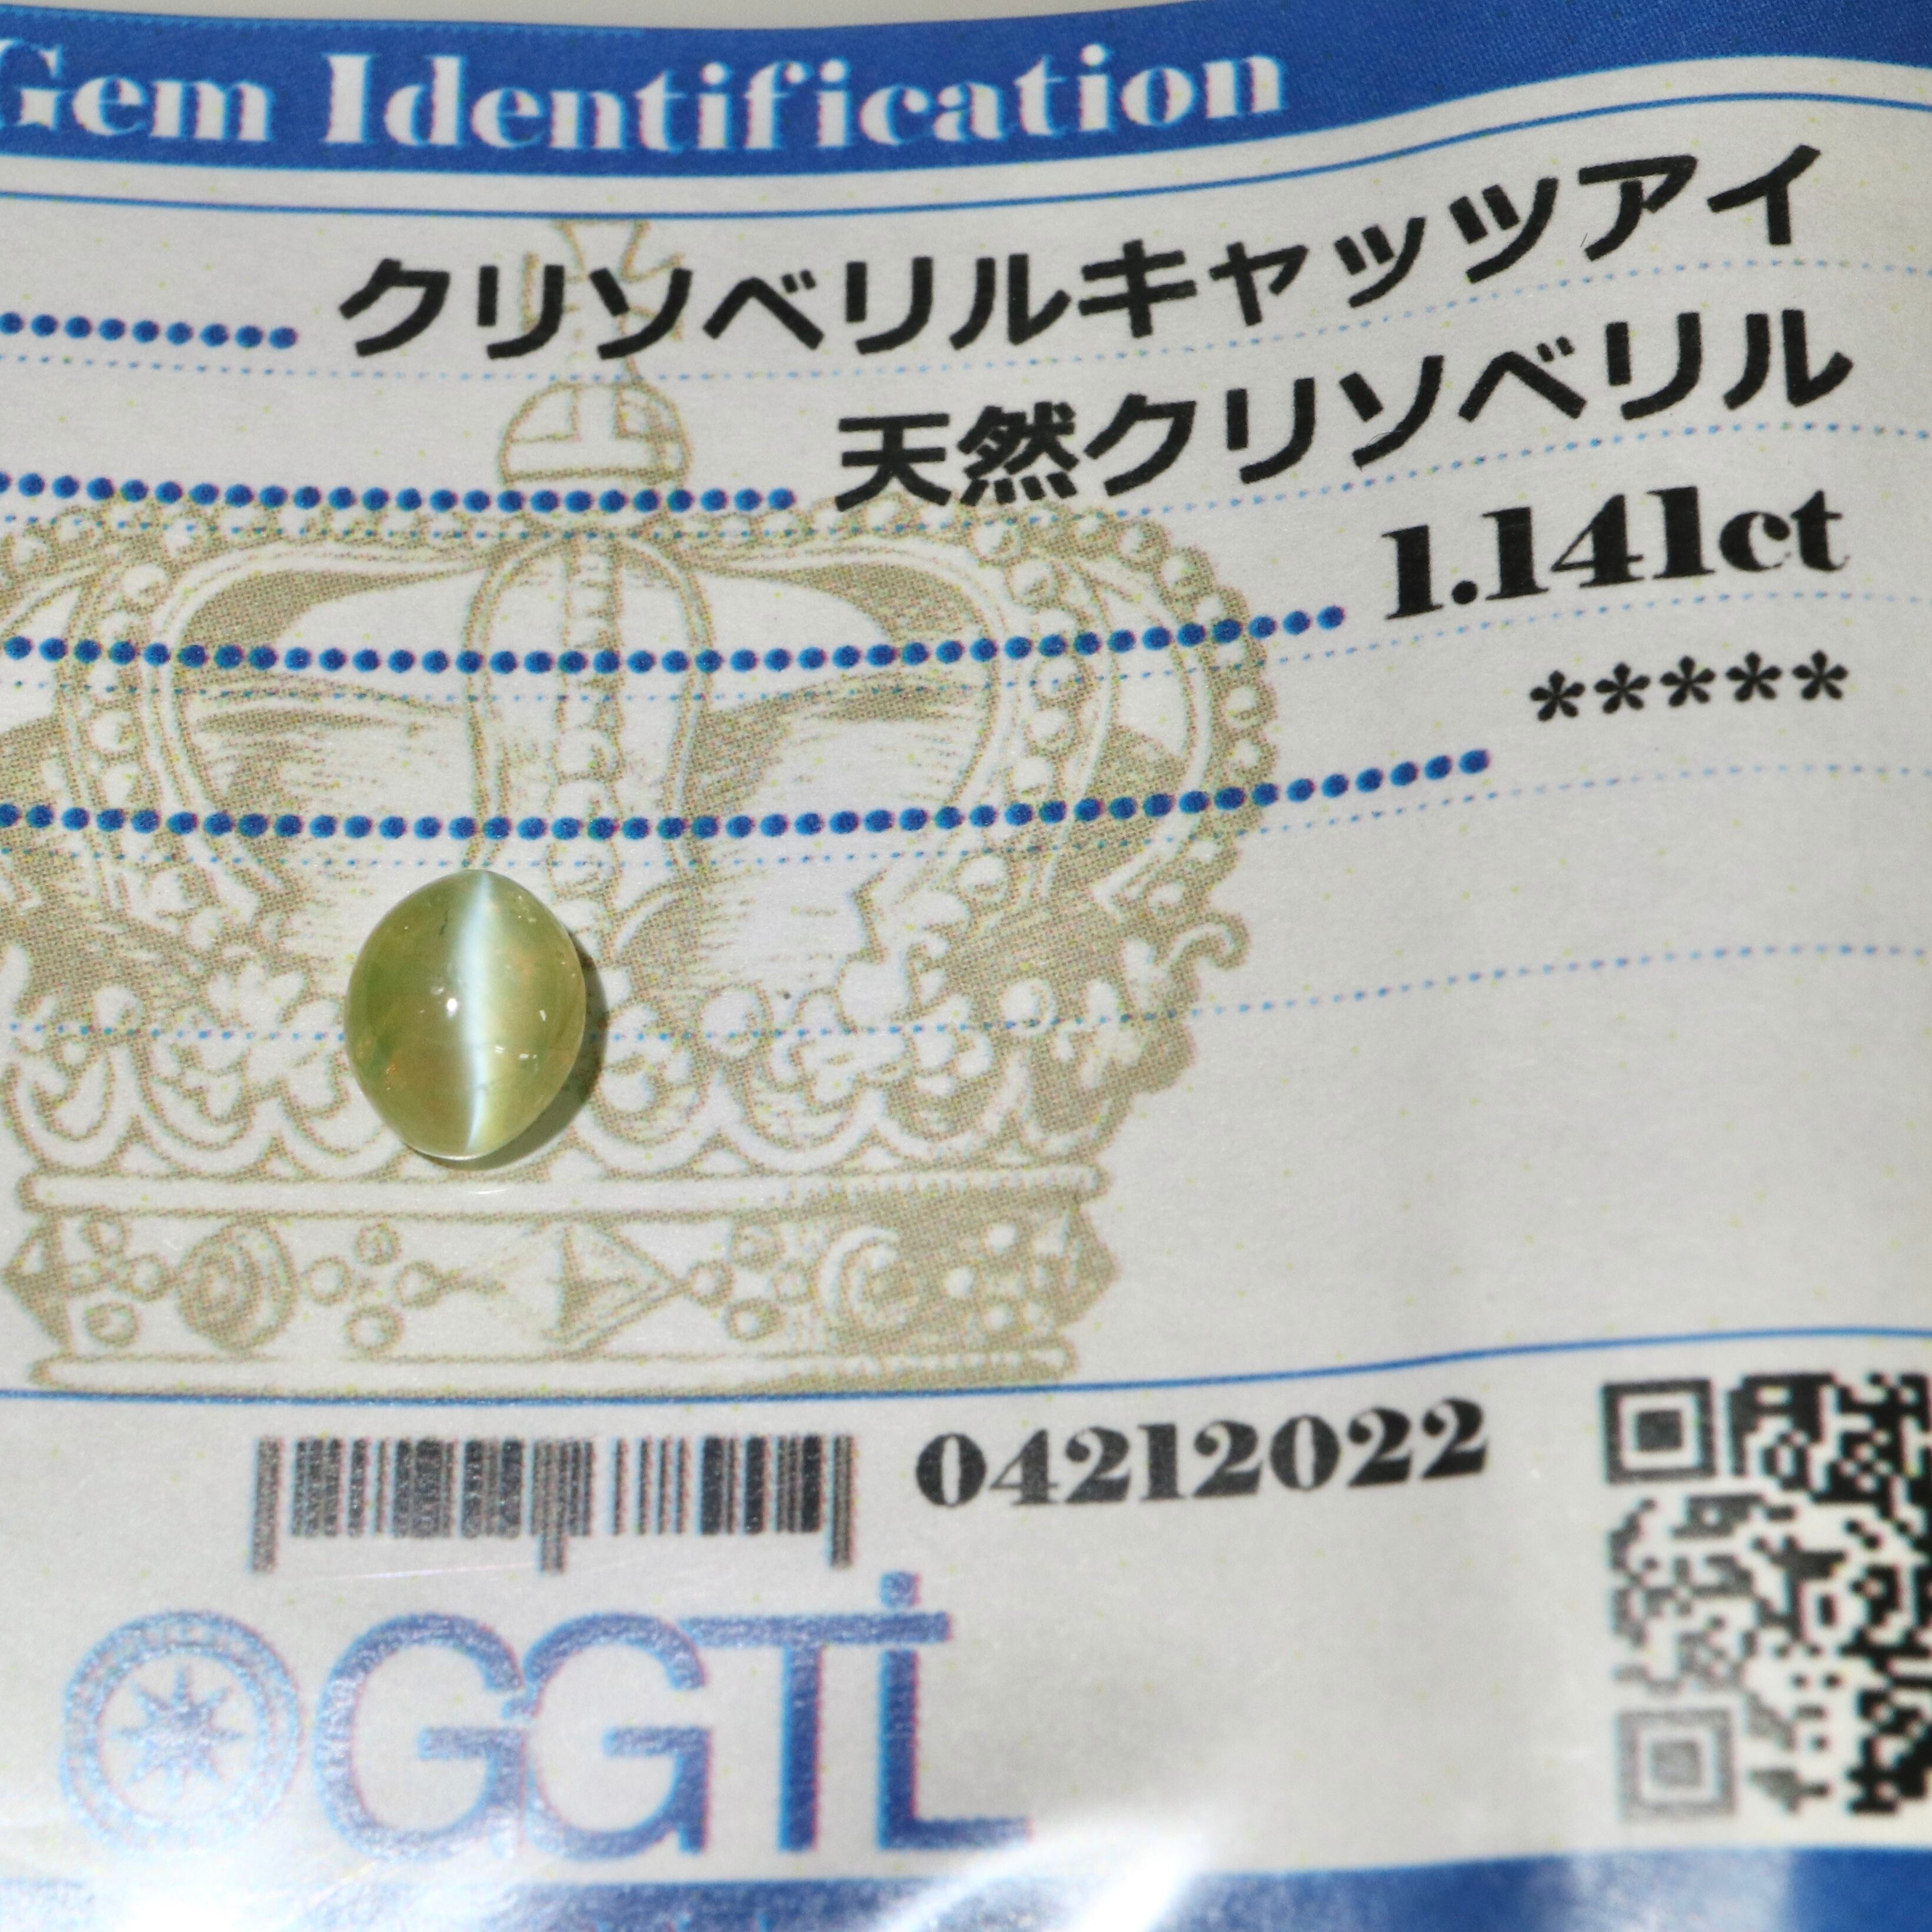 Gem Identification
クリソベリルキャッツアイ
天然クリソベリル
1.141ct
*****
04212022
GGTL